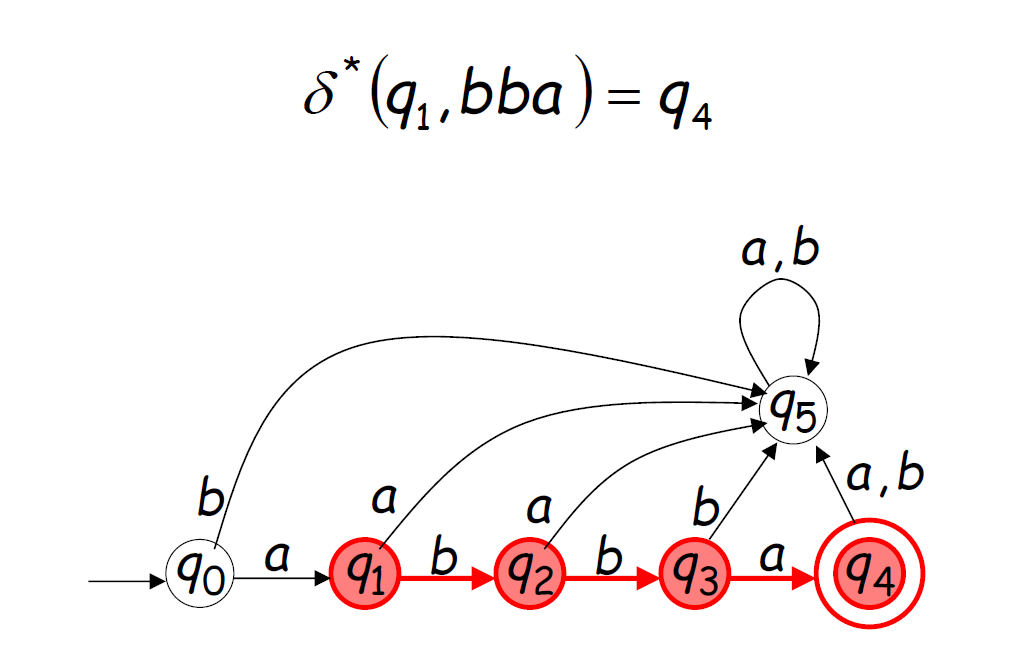 δ*(q₁,bba) = q₄
a,b
q₅
b a a b a,b
q₀ a q₁ b q₂ b q₃ a q₄